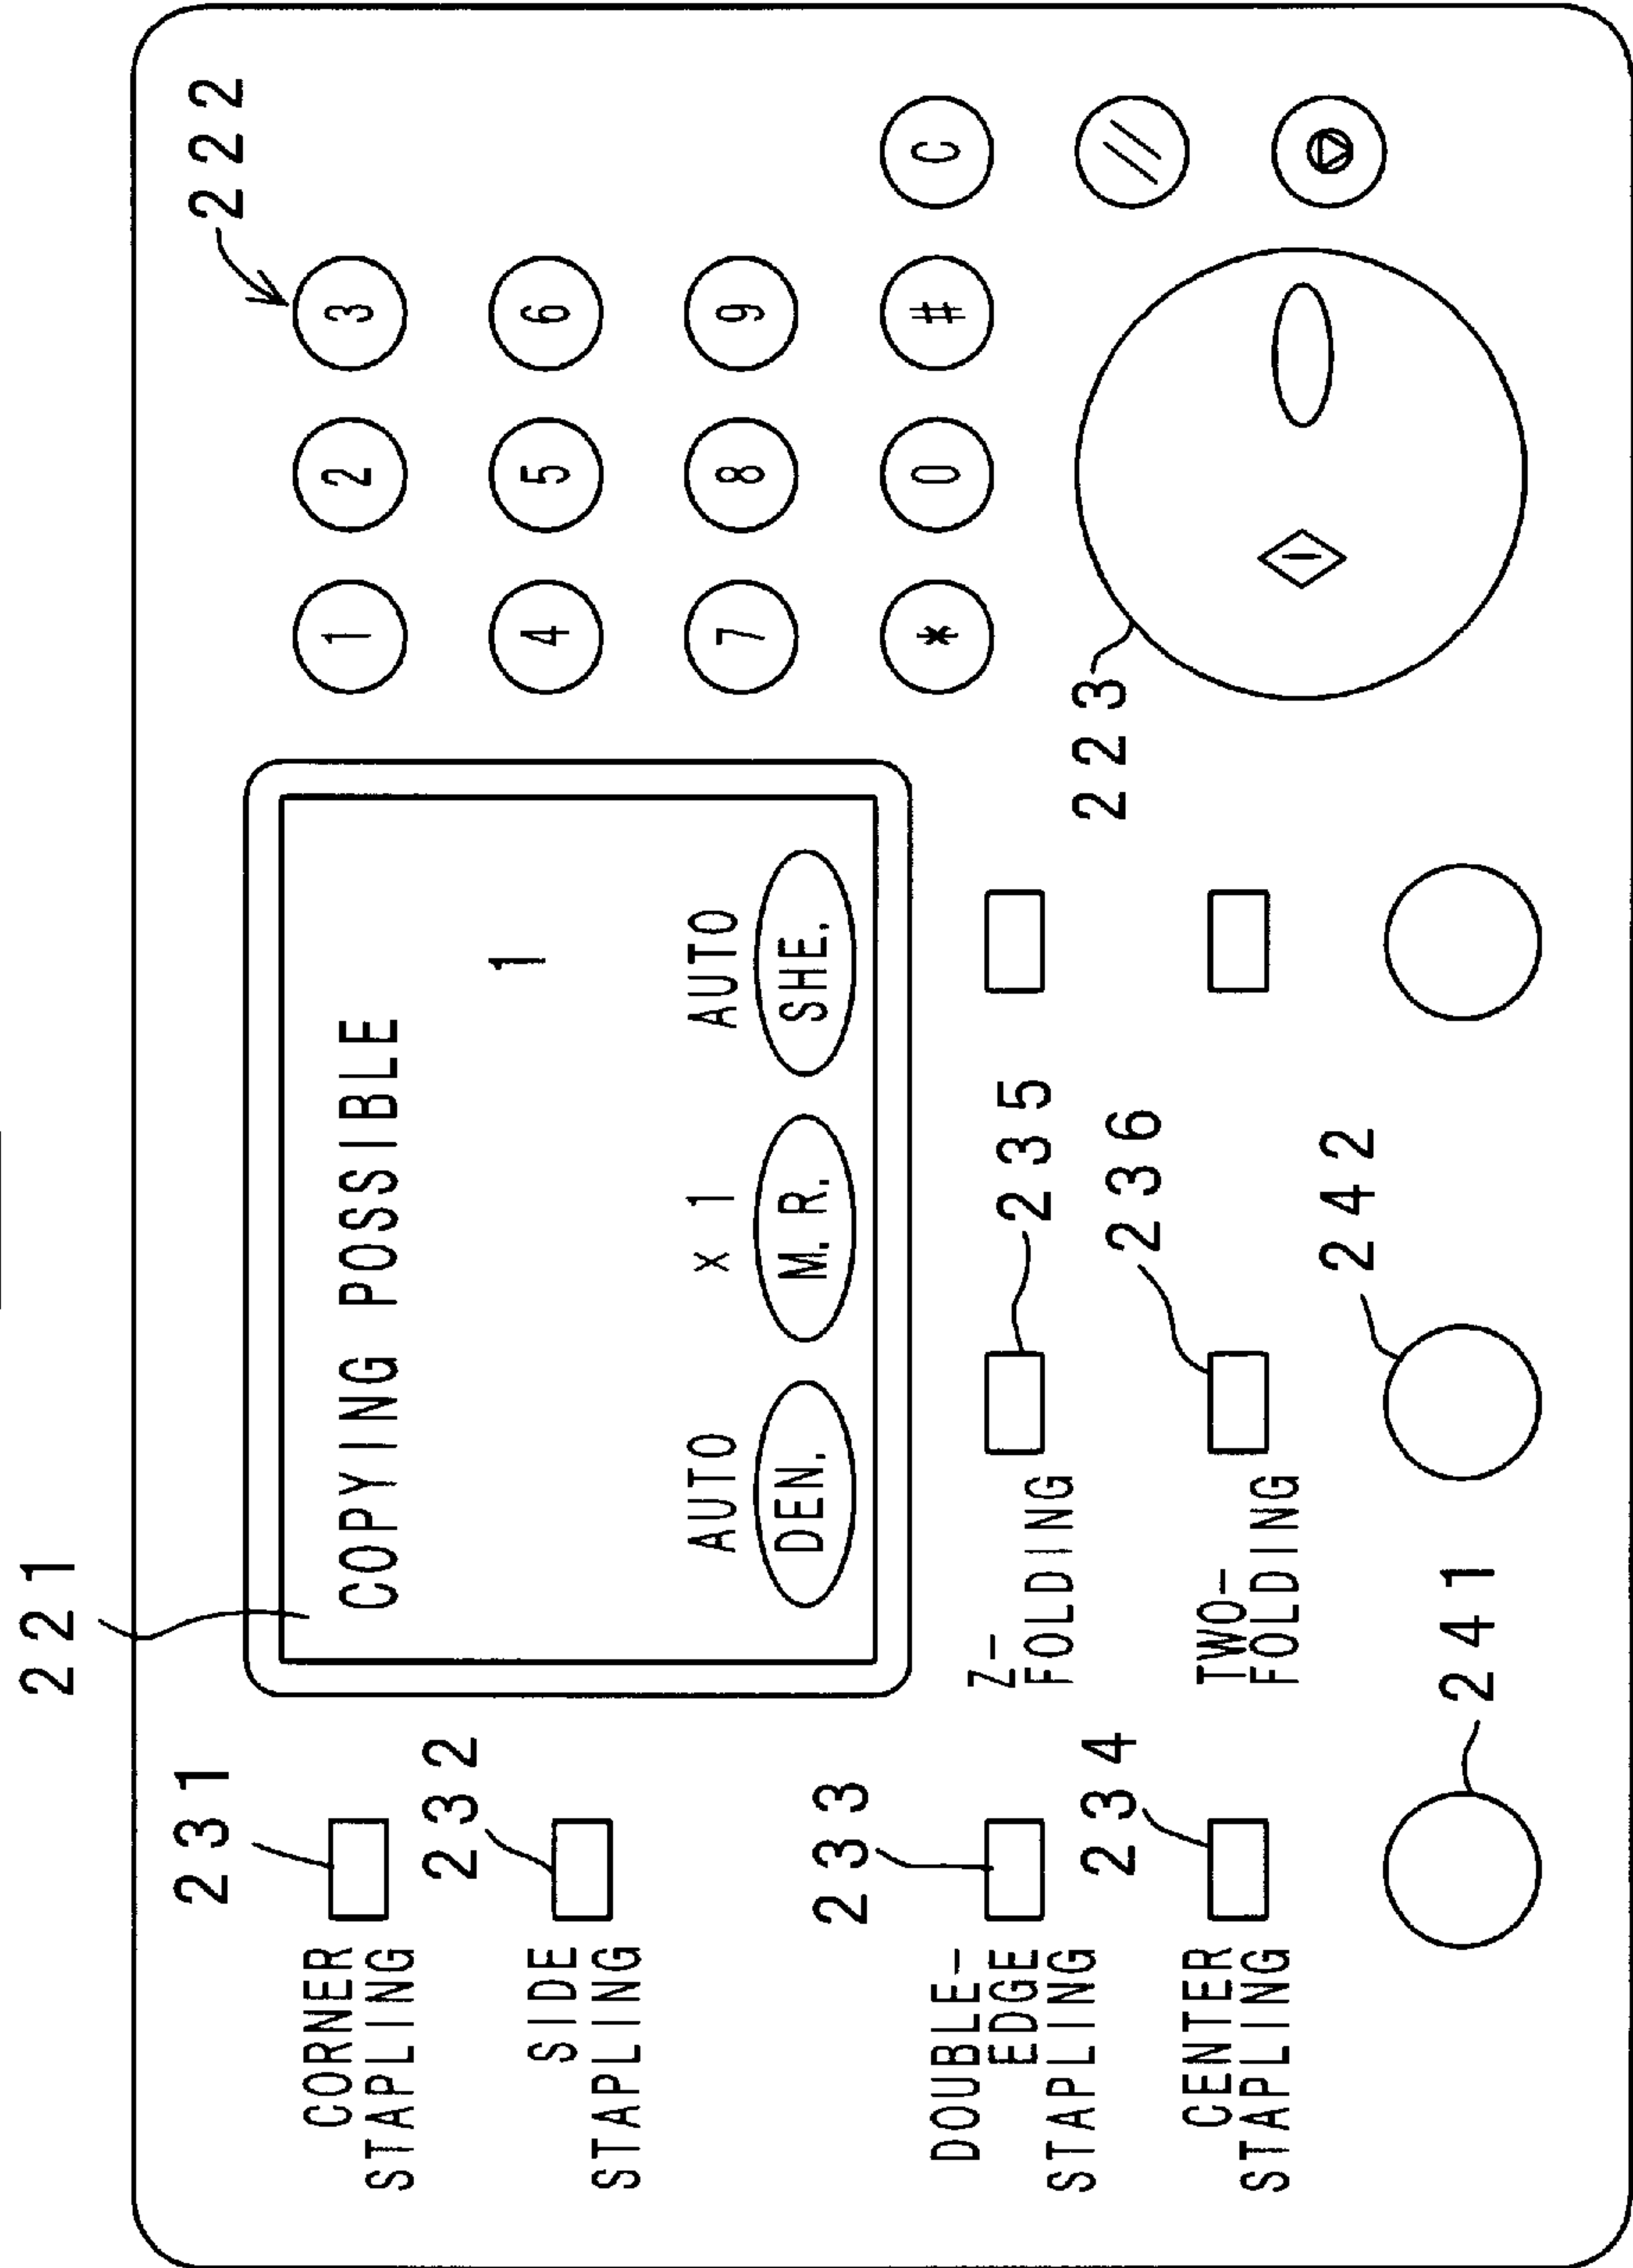 221
222
231
CORNER
STAPLING
232
SIDE
STAPLING
COPYING POSSIBLE
1
AUTO x 1 AUTO
DEN. M.R. SHE.
1 2 3
4 5 6
7 8 9
* 0 # C
233
DOUBLE-
EDGE
STAPLING
234
CENTER
STAPLING
Z-
FOLDING
235
TWO-
FOLDING
236
223
241
242